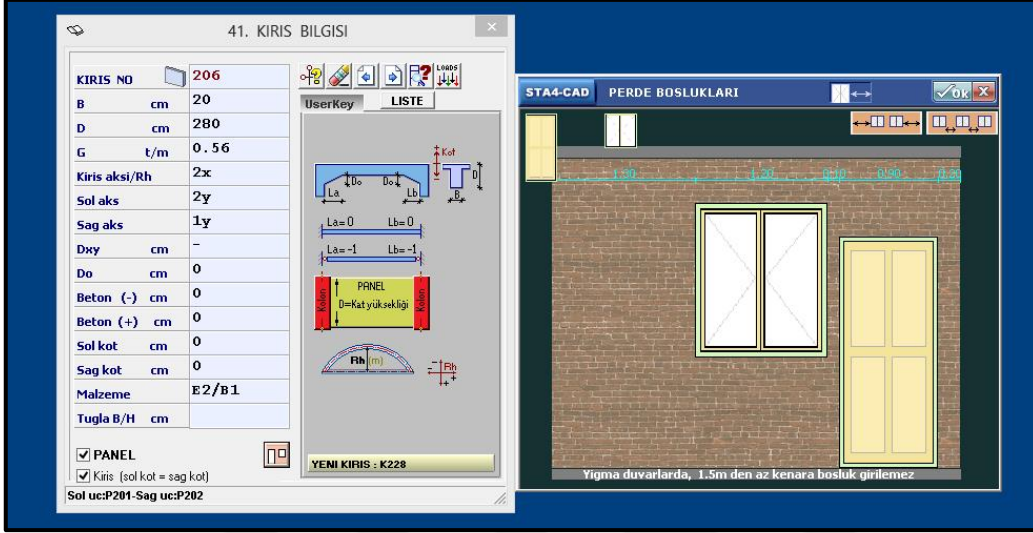 41. KIRIS BILGISI
KIRIS NO 206
B cm 20
D cm 280
G t/m 0.56
Kiris aksi/Rh 2x
Sol aks 2y
Sag aks 1y
Dxy cm -
Do cm 0
Beton (-) cm 0
Beton (+) cm 0
Sol kot cm 0
Sag kot cm 0
Malzeme E2/B1
Tugla B/H cm
PANEL
Kiris (sol kot = sag kot)
Sol uc:P201-Sag uc:P202
LOADS
UserKey LISTE
Kot
Do Do D
La Lb B
La= 0 Lb= 0
La= -1 Lb= -1
Kolon PANEL Kolon
D=Kat yüksekliği
Rh (m) Rh
YENI KIRIS : K228
STA4-CAD PERDE BOSLUKLARI OK X
1.30 1.20 0.10 0.90 0.20
Yigma duvarlarda, 1.5m den az kenara bosluk girilemez